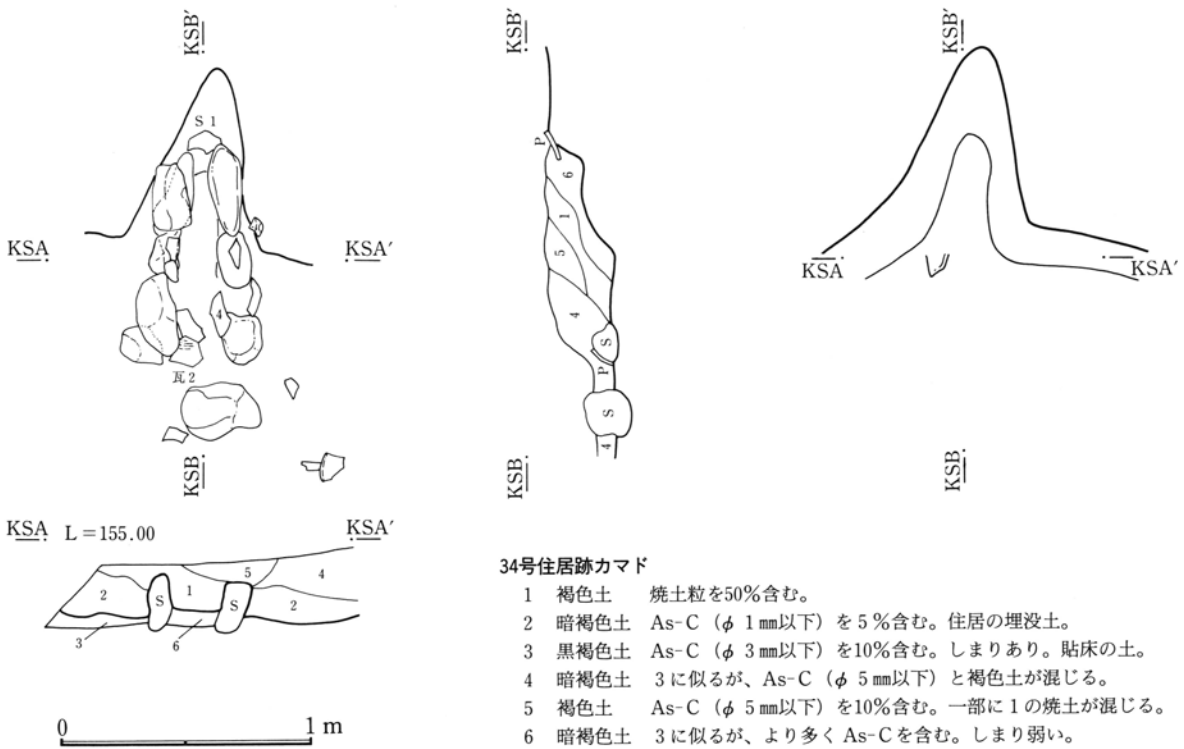 KSB′
KSB′
KSB′
S 1
P
6
1
5
4
KSA
KSA′
KSA
KSA′
4
S
P
瓦2
S
4
KSB
KSB
KSB
KSA L＝155.00 KSA′
5
4
2
S
1
S
2
3
6
0 1 m
34号住居跡カマド
1 褐色土 焼土粒を50％含む。
2 暗褐色土 As-C（φ 1 ㎜以下）を 5 ％含む。住居の埋没土。
3 黒褐色土 As-C（φ 3 ㎜以下）を10％含む。しまりあり。貼床の土。
4 暗褐色土 3 に似るが、As-C（φ 5 ㎜以下）と褐色土が混じる。
5 褐色土 As-C（φ 5 ㎜以下）を10％含む。一部に 1 の焼土が混じる。
6 暗褐色土 3 に似るが、より多く As-C を含む。しまり弱い。